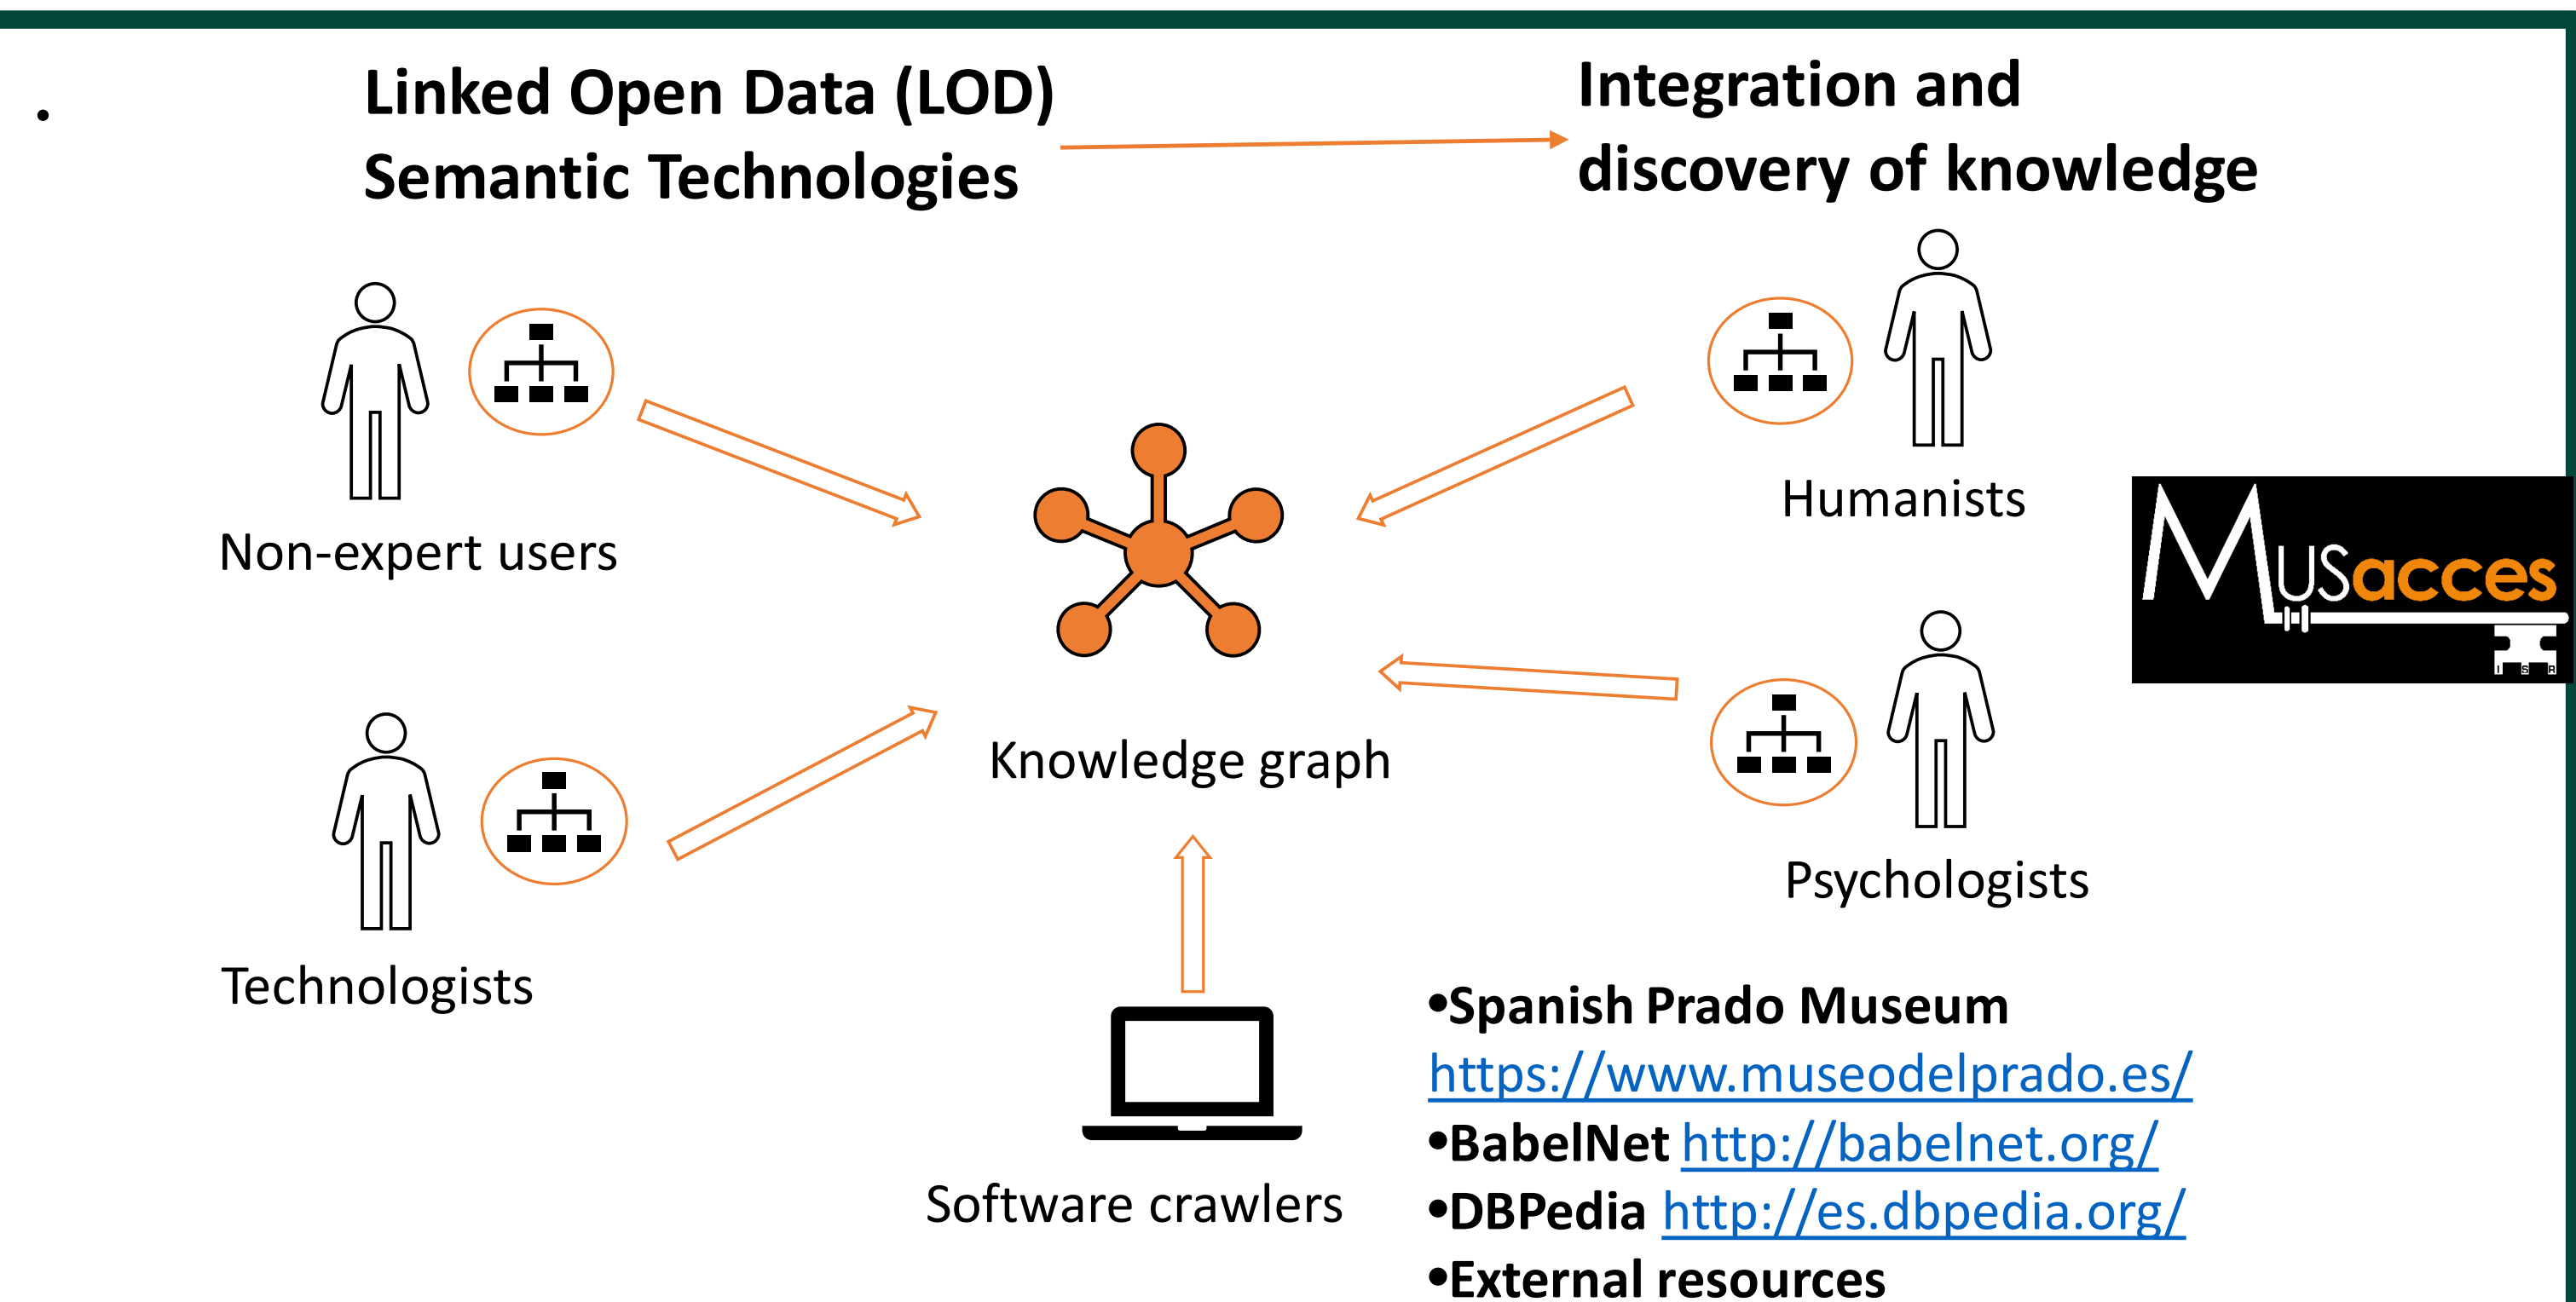 Linked Open Data (LOD)
Semantic Technologies
Integration and
discovery of knowledge
Non-expert users
Humanists
MUSacces
I S R
Knowledge graph
Psychologists
Technologists
Software crawlers
•Spanish Prado Museum
https://www.museodelprado.es/
•BabelNet http://babelnet.org/
•DBPedia http://es.dbpedia.org/
•External resources